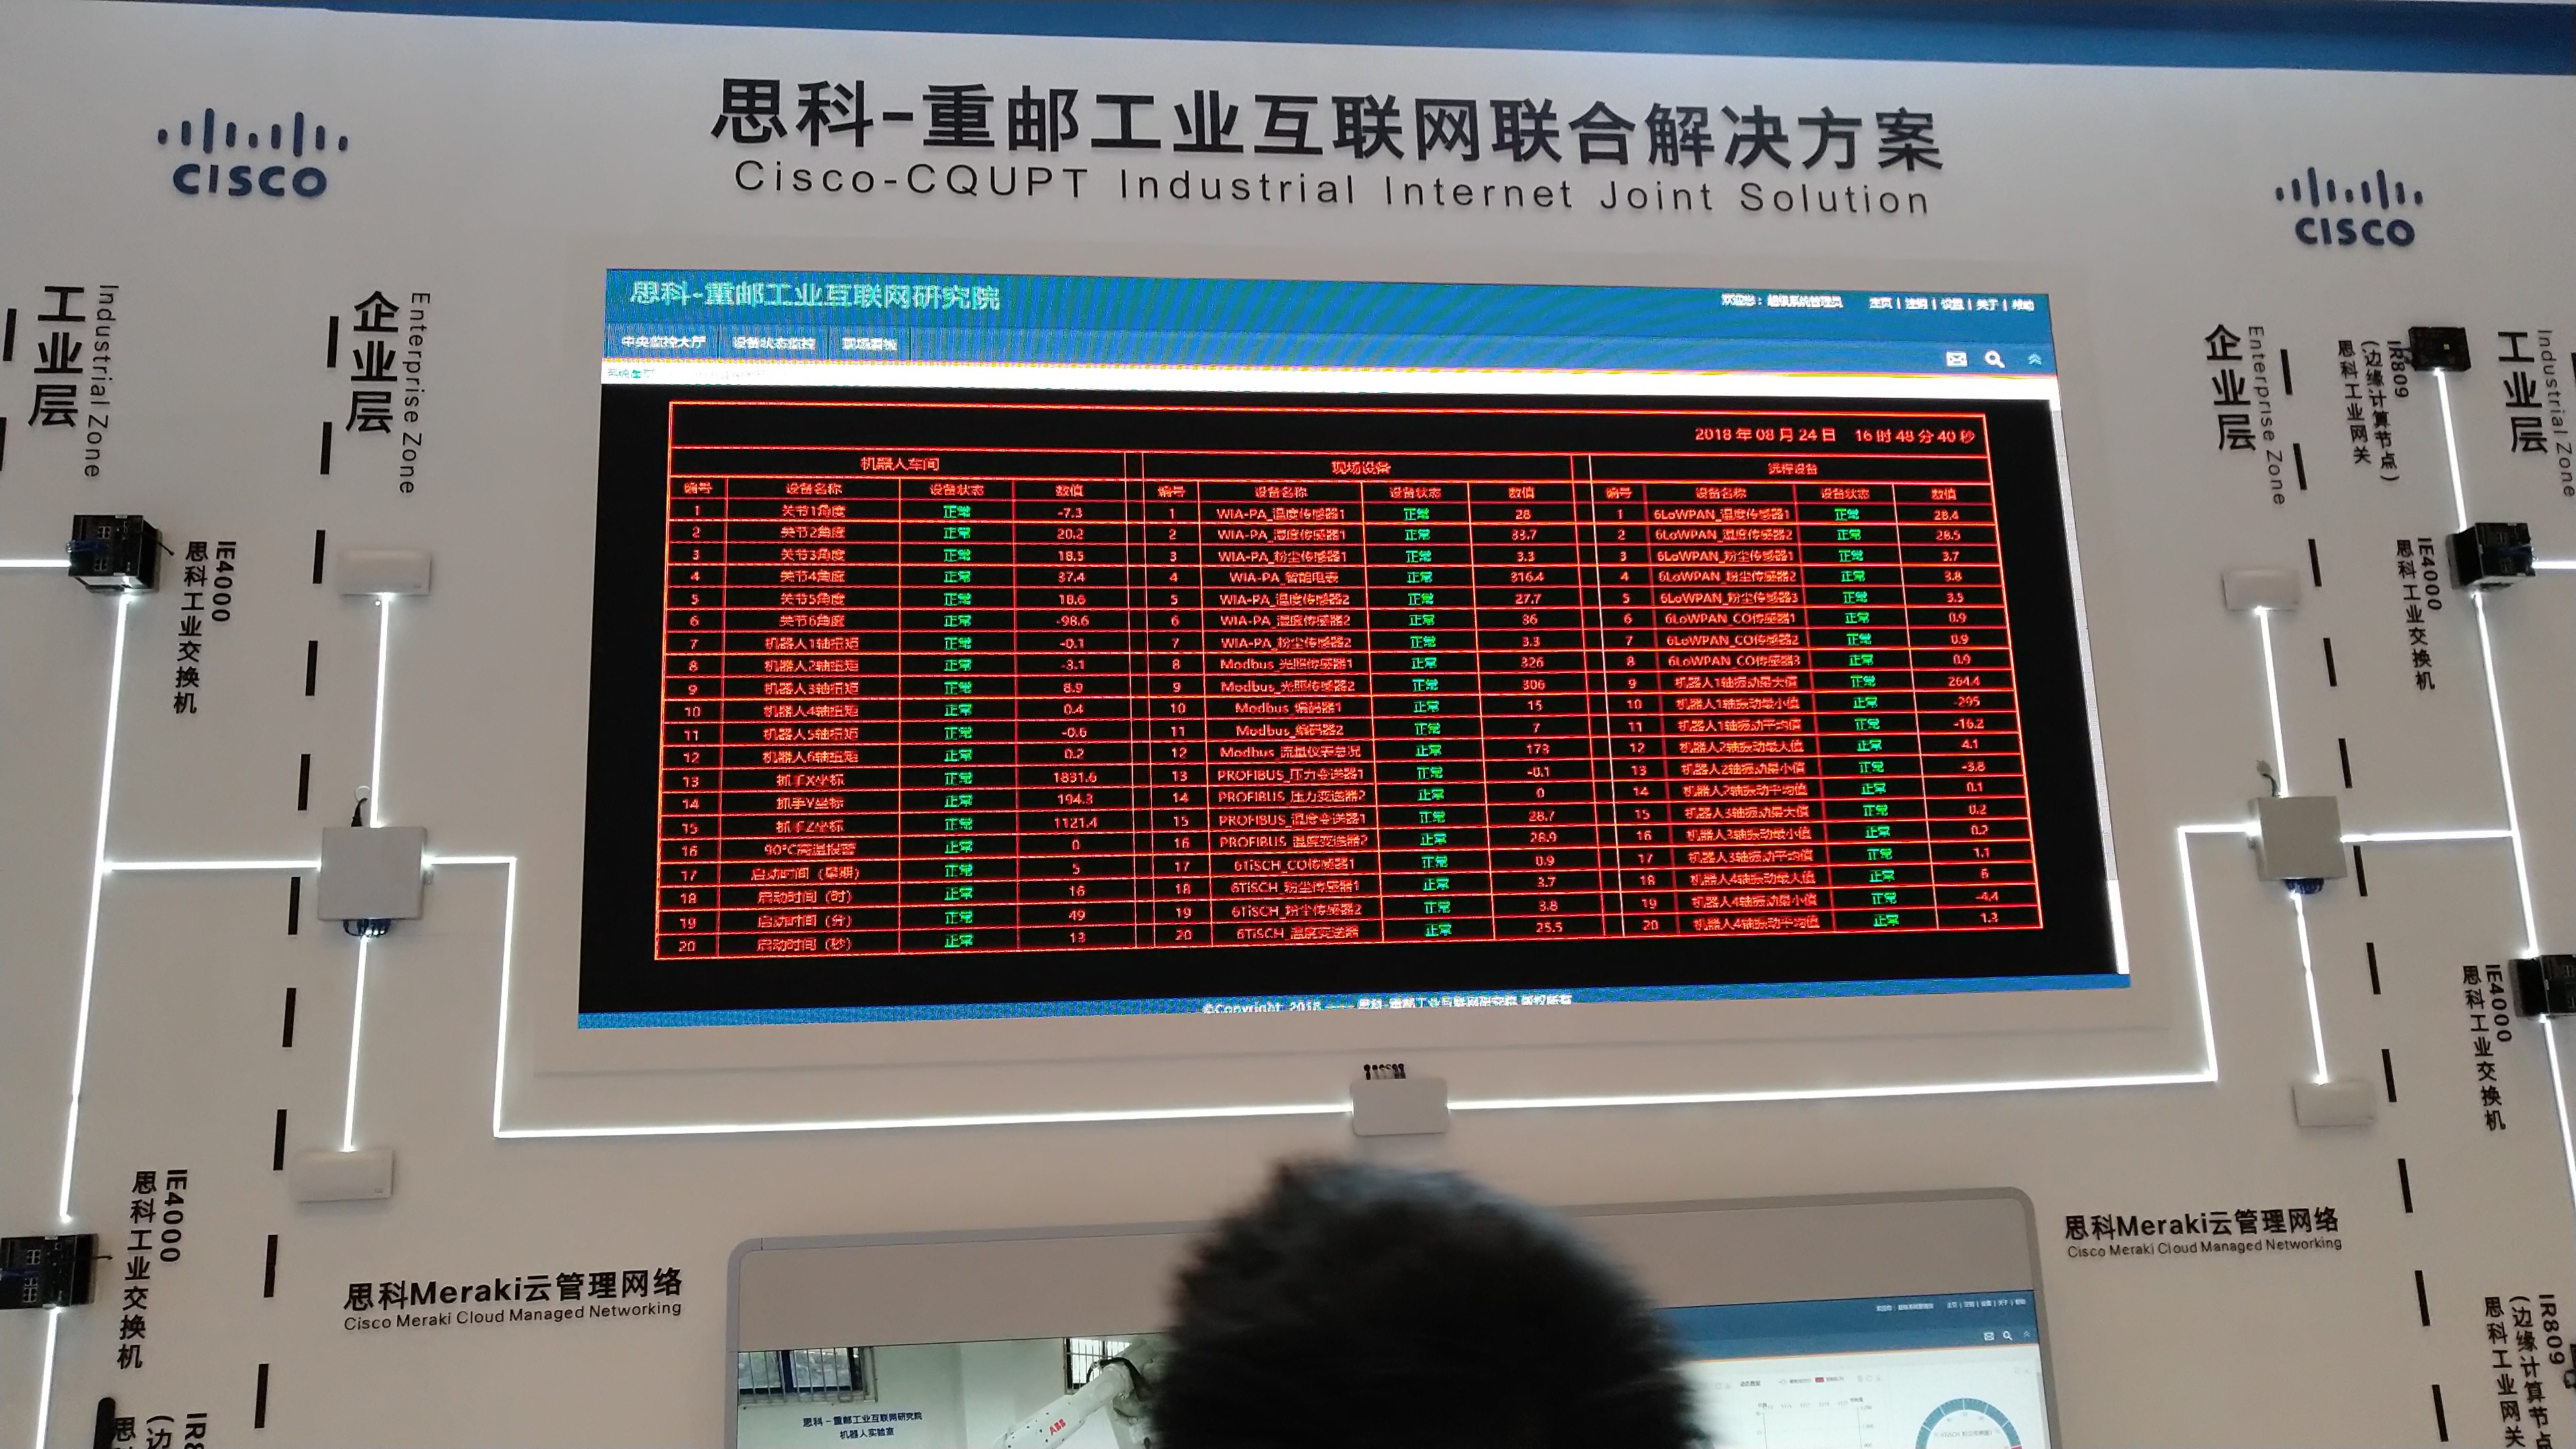 思科-重邮工业互联网联合解决方案
Cisco-CQUPT Industrial Internet Joint Solution
CISCO
CISCO
工业层
Industrial Zone
企业层
Enterprise Zone
企业层
Enterprise Zone
工业层
Industrial Zone
IR809
(边缘计算节点)
思科工业网关
IE4000
思科工业交换机
IE4000
思科工业交换机
IE4000
思科工业交换机
IE4000
思科工业交换机
思科-重邮工业互联网研究院
欢迎您：超级系统管理员 主页 | 注销 | 设置 | 关于 | 帮助
中央监控大厅 设备状态监控 现场看板
2018 年 08 月 24 日 16 时 48 分 40 秒
机器人车间 现场设备 远程设备
编号 设备名称 设备状态 数值 编号 设备名称 设备状态 数值 编号 设备名称 设备状态 数值
1 关节1角度 正常 -7.3 1 WIA-PA_温度传感器1 正常 28 1 6LoWPAN_温度传感器1 正常 28.4
2 关节2角度 正常 20.2 2 WIA-PA_湿度传感器1 正常 33.7 2 6LoWPAN_温度传感器2 正常 28.5
3 关节3角度 正常 18.5 3 WIA-PA_粉尘传感器1 正常 3.3 3 6LoWPAN_粉尘传感器1 正常 3.7
4 关节4角度 正常 37.4 4 WIA-PA_智能电表 正常 316.4 4 6LoWPAN_粉尘传感器2 正常 3.8
5 关节5角度 正常 18.6 5 WIA-PA_温度传感器2 正常 27.7 5 6LoWPAN_粉尘传感器3 正常 3.5
6 关节6角度 正常 -98.6 6 WIA-PA_湿度传感器2 正常 36 6 6LoWPAN_CO传感器1 正常 0.9
7 机器人1轴扭矩 正常 -0.1 7 WIA-PA_粉尘传感器2 正常 3.3 7 6LoWPAN_CO传感器2 正常 0.9
8 机器人2轴扭矩 正常 -3.1 8 Modbus_光照传感器1 正常 326 8 6LoWPAN_CO传感器3 正常 0.9
9 机器人3轴扭矩 正常 8.9 9 Modbus_光照传感器2 正常 306 9 机器人1轴振动最大值 正常 264.4
10 机器人4轴扭矩 正常 0.4 10 Modbus_编码器1 正常 15 10 机器人1轴振动最小值 正常 -295
11 机器人5轴扭矩 正常 -0.6 11 Modbus_编码器2 正常 7 11 机器人1轴振动平均值 正常 -16.2
12 机器人6轴扭矩 正常 0.2 12 Modbus_流量仪表总况 正常 173 12 机器人2轴振动最大值 正常 4.1
13 抓手X坐标 正常 1831.6 13 PROFIBUS_压力变送器1 正常 -0.1 13 机器人2轴振动最小值 正常 -3.8
14 抓手Y坐标 正常 194.3 14 PROFIBUS_压力变送器2 正常 0 14 机器人2轴振动平均值 正常 0.1
15 抓手Z坐标 正常 1121.4 15 PROFIBUS_温度变送器1 正常 28.7 15 机器人3轴振动最大值 正常 0.2
16 90°C高温报警 正常 0 16 PROFIBUS_温度变送器2 正常 28.9 16 机器人3轴振动最小值 正常 0.2
17 启动时间（星期） 正常 5 17 6TiSCH_CO传感器1 正常 0.9 17 机器人3轴振动平均值 正常 1.1
18 启动时间（时） 正常 16 18 6TiSCH_粉尘传感器1 正常 3.7 18 机器人4轴振动最大值 正常 6
19 启动时间（分） 正常 49 19 6TiSCH_粉尘传感器2 正常 3.8 19 机器人4轴振动最小值 正常 -4.4
20 启动时间（秒） 正常 13 20 6TiSCH_温度变送器 正常 25.5 20 机器人4轴振动平均值 正常 1.3
©Copyright 2018 —— 思科-重邮工业互联网研究院 版权所有
思科Meraki云管理网络
Cisco Meraki Cloud Managed Networking
思科Meraki云管理网络
Cisco Meraki Cloud Managed Networking
思科-重邮工业互联网研究院
机器人实验室
ABB
IR809
(边缘计算节点
思科工业网关